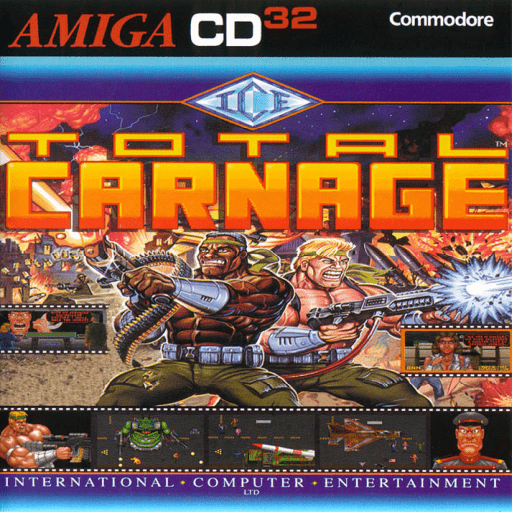 AMIGA CD32
Commodore
ICE
TOTAL
TM
CARNAGE
INTERNATIONAL • COMPUTER • ENTERTAINMENT
LTD